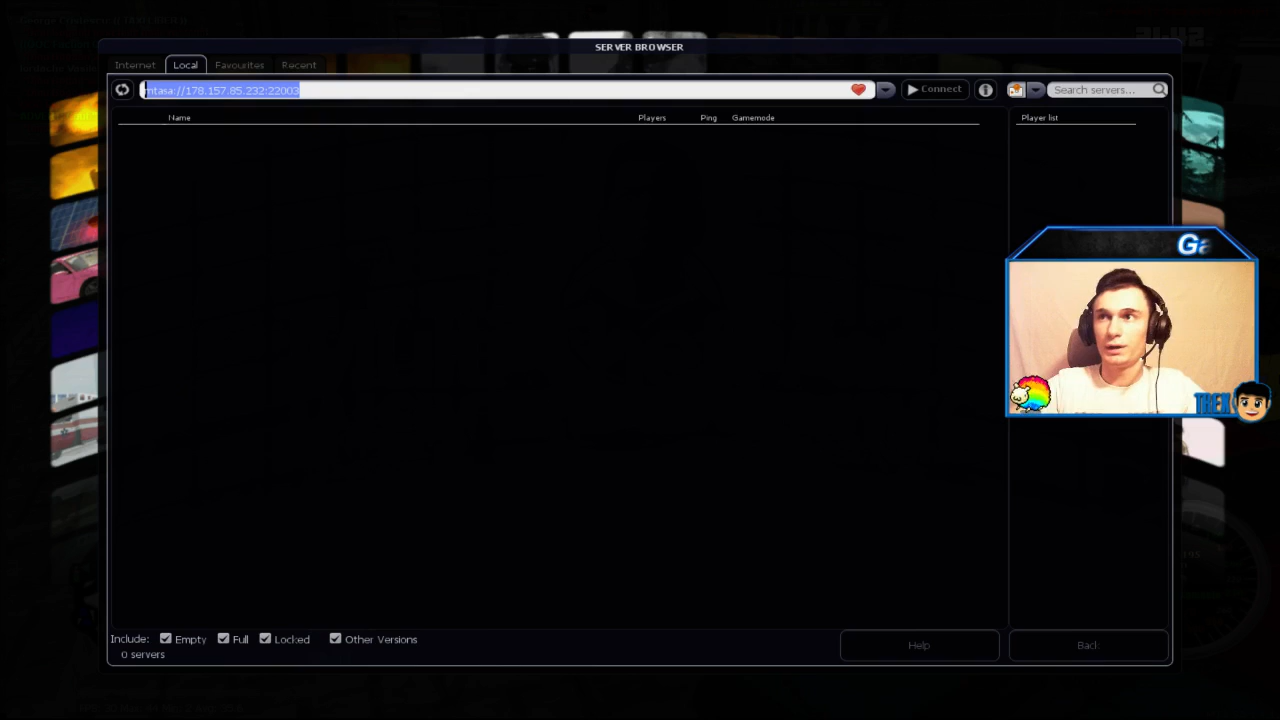 SERVER BROWSER
Internet Local Favourites Recent
mtasa://178.157.85.232:22003 Connect Search servers...
Name Players Ping Gamemode Player list
Ga
TREX
Include: Empty Full Locked Other Versions
0 servers
Help Back